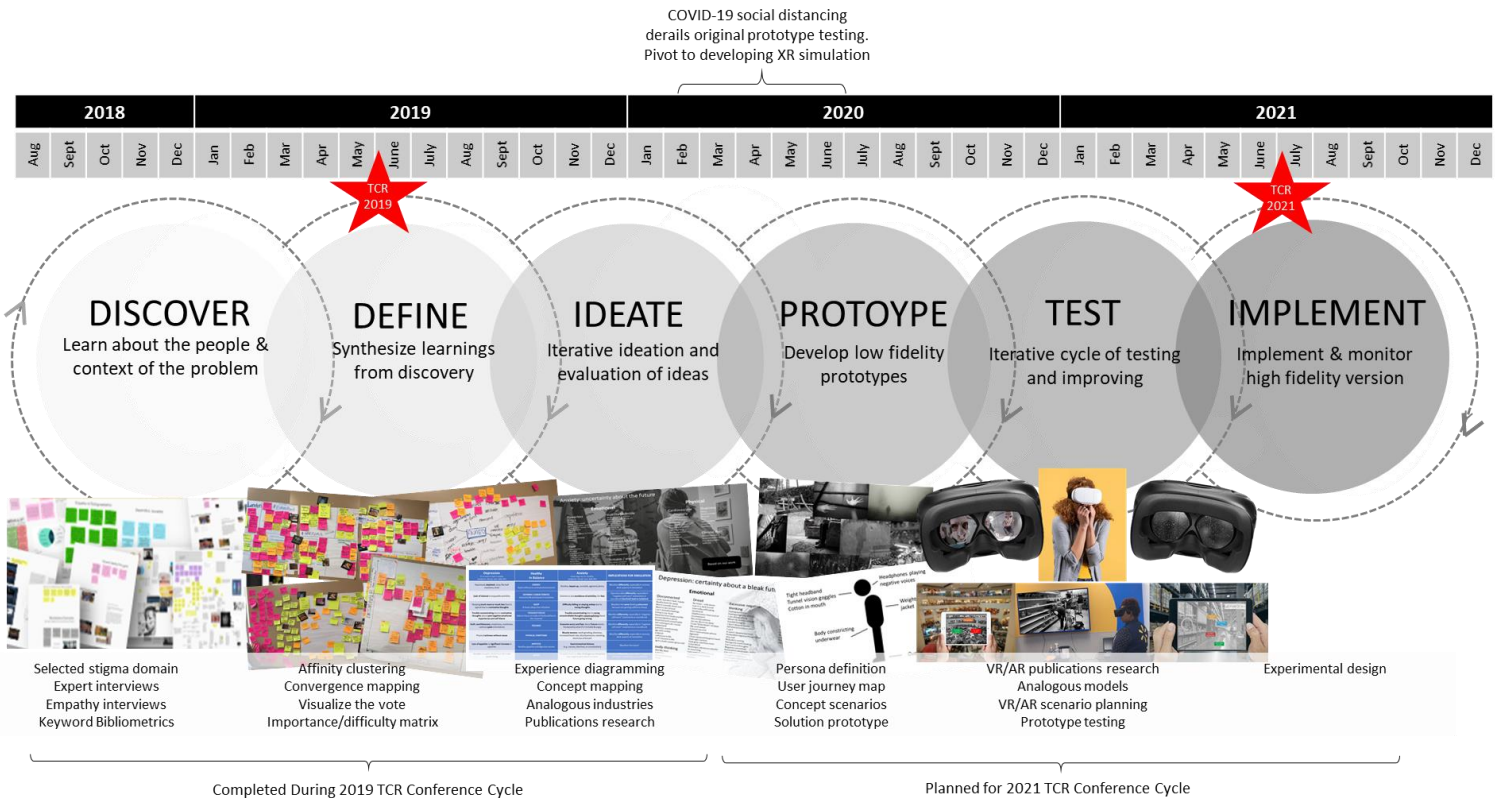 COVID-19 social distancing
derails original prototype testing.
Pivot to developing XR simulation
2018 2019 2020 2021
Aug Sept Oct Nov Dec Jan Feb Mar Apr May June July Aug Sept Oct Nov Dec Jan Feb Mar Apr May June July Aug Sept Oct Nov Dec Jan Feb Mar Apr May June July Aug Sept Oct Nov Dec
TCR
2019
TCR
2021
DISCOVER
Learn about the people &
context of the problem
DEFINE
Synthesize learnings
from discovery
IDEATE
Iterative ideation and
evaluation of ideas
PROTOYPE
Develop low fidelity
prototypes
TEST
Iterative cycle of testing
and improving
IMPLEMENT
Implement & monitor
high fidelity version
Anxiety: uncertainty about the future
Physical
Depression: certainty about a bleak fut
Emotional
Headphones playing
negative voices
Tight headband
Tunnel vision goggles
Cotton in mouth
Weigh
jacket
Body constricting
underwear
Selected stigma domain
Expert interviews
Empathy interviews
Keyword Bibliometrics
Affinity clustering
Convergence mapping
Visualize the vote
Importance/difficulty matrix
Experience diagramming
Concept mapping
Analogous industries
Publications research
Persona definition
User journey map
Concept scenarios
Solution prototype
VR/AR publications research
Analogous models
VR/AR scenario planning
Prototype testing
Experimental design
Completed During 2019 TCR Conference Cycle
Planned for 2021 TCR Conference Cycle